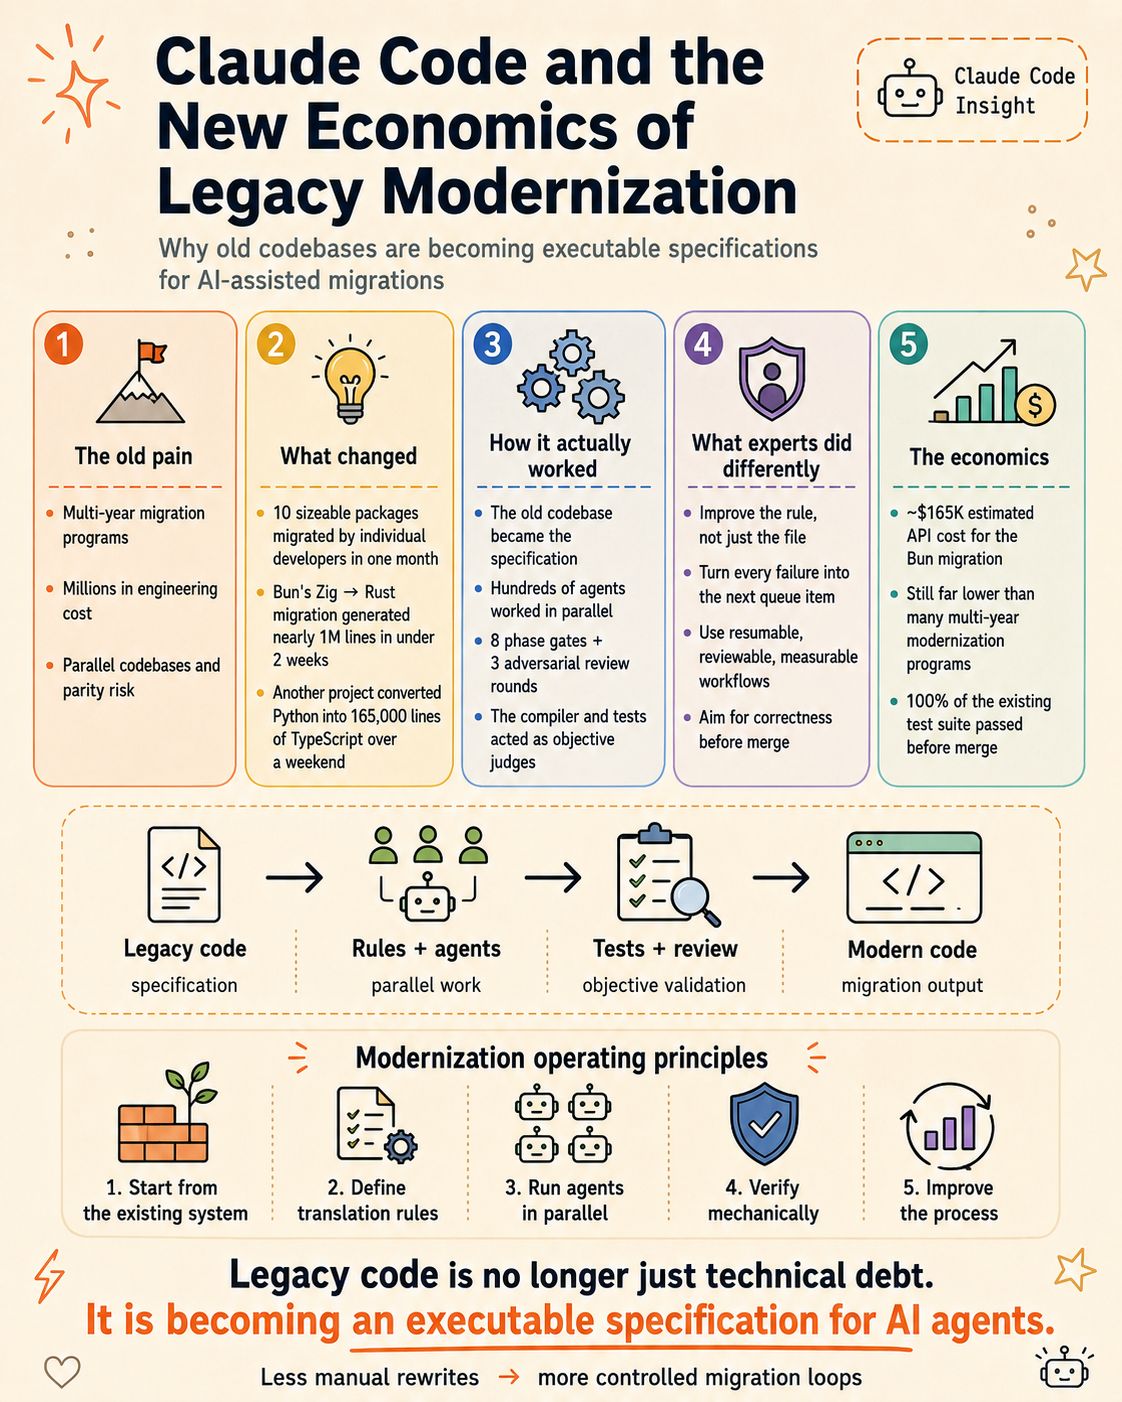 Claude Code and the
New Economics of
Legacy Modernization
Claude Code
Insight
Why old codebases are becoming executable specifications
for AI-assisted migrations
1
The old pain
• Multi-year migration
programs
• Millions in engineering
cost
• Parallel codebases and
parity risk
2
What changed
• 10 sizeable packages
migrated by individual
developers in one month
• Bun's Zig → Rust
migration generated
nearly 1M lines in under
2 weeks
• Another project converted
Python into 165,000 lines
of TypeScript over
a weekend
3
How it actually
worked
• The old codebase
became the
specification
• Hundreds of agents
worked in parallel
• 8 phase gates +
3 adversarial review
rounds
• The compiler and tests
acted as objective
judges
4
What experts did
differently
• Improve the rule,
not just the file
• Turn every failure into
the next queue item
• Use resumable,
reviewable, measurable
workflows
• Aim for correctness
before merge
5
$
The economics
• ~$165K estimated
API cost for the
Bun migration
• Still far lower than
many multi-year
modernization
programs
• 100% of the existing
test suite passed
before merge
</>
Legacy code
specification
Rules + agents
parallel work
Tests + review
objective validation
</>
Modern code
migration output
Modernization operating principles
1. Start from
the existing system
2. Define
translation rules
3. Run agents
in parallel
4. Verify
mechanically
5. Improve
the process
Legacy code is no longer just technical debt.
It is becoming an executable specification for AI agents.
Less manual rewrites → more controlled migration loops